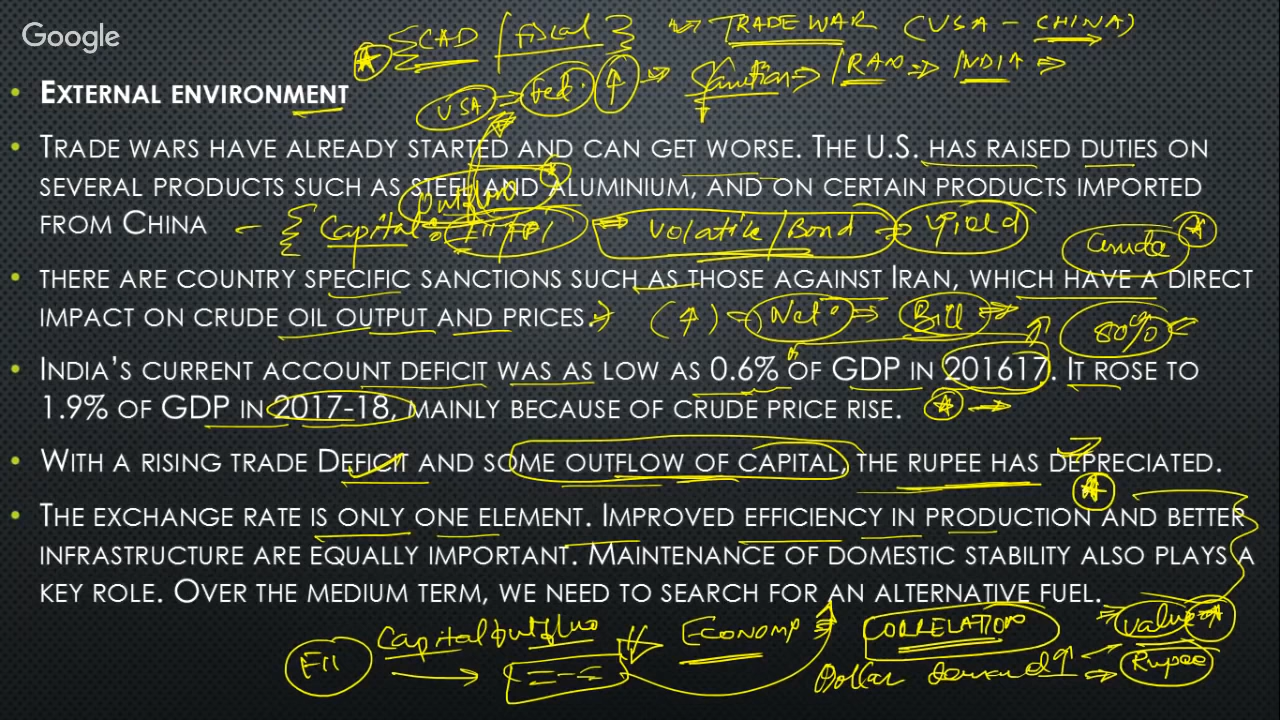 Google
{CAD / Fiscal} TRADE WAR (USA - CHINA)
USA Fed. ↑ Sanction IRAN INDIA
• EXTERNAL ENVIRONMENT
• TRADE WARS HAVE ALREADY STARTED AND CAN GET WORSE. THE U.S. HAS RAISED DUTIES ON
SEVERAL PRODUCTS SUCH AS STEEL AND ALUMINIUM, AND ON CERTAIN PRODUCTS IMPORTED
Outflow
FROM CHINA
Capital Volatile/Bond Yield
Crude
• THERE ARE COUNTRY SPECIFIC SANCTIONS SUCH AS THOSE AGAINST IRAN, WHICH HAVE A DIRECT
IMPACT ON CRUDE OIL OUTPUT AND PRICES.
(↑) Net Bill 80%
• INDIA'S CURRENT ACCOUNT DEFICIT WAS AS LOW AS 0.6% OF GDP IN 201617. IT ROSE TO
1.9% OF GDP IN 2017-18, MAINLY BECAUSE OF CRUDE PRICE RISE.
• WITH A RISING TRADE DEFICIT AND SOME OUTFLOW OF CAPITAL, THE RUPEE HAS DEPRECIATED.
• THE EXCHANGE RATE IS ONLY ONE ELEMENT. IMPROVED EFFICIENCY IN PRODUCTION AND BETTER
INFRASTRUCTURE ARE EQUALLY IMPORTANT. MAINTENANCE OF DOMESTIC STABILITY ALSO PLAYS A
KEY ROLE. OVER THE MEDIUM TERM, WE NEED TO SEARCH FOR AN ALTERNATIVE FUEL.
FII Capital outflow ECONOMY CORRELATION Value
Dollar demand ↑ Rupee